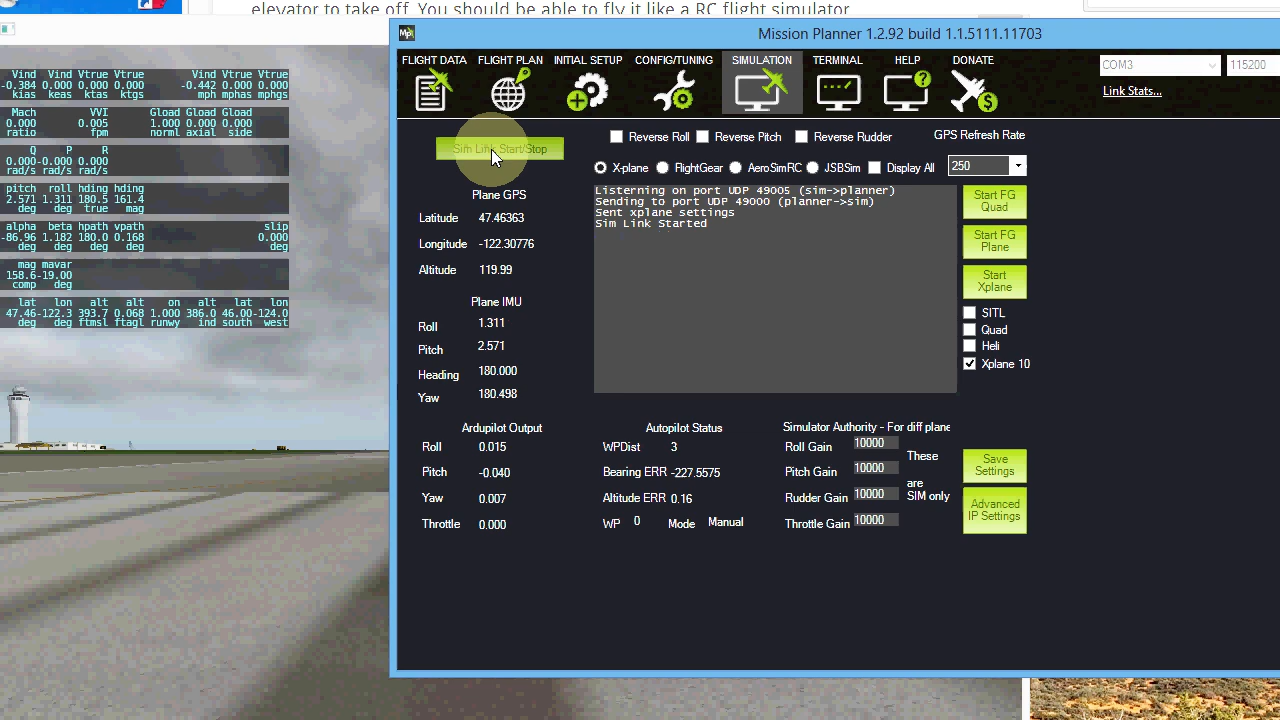 elevator to take off. You should be able to fly it like a RC flight simulator
Mission Planner 1.2.92 build 1.1.5111.11703
FLIGHT DATA FLIGHT PLAN INITIAL SETUP CONFIG/TUNING SIMULATION TERMINAL HELP DONATE
COM3 115200
Link Stats...
Vind Vind Vtrue Vtrue Vind Vtrue Vtrue
-0.384 0.000 0.000 0.000 -0.442 0.000 0.000
kias keas ktas ktgs mph mphas mphgs
Mach VVI Gload Gload Gload
0.000 0.005 1.000 0.000 0.000
ratio fpm norml axial side
Q P R
0.000-0.000 0.000
rad/s rad/s rad/s
pitch roll hding hding
2.571 1.311 180.5 161.4
deg deg true mag
alpha beta hpath vpath slip
-86.96 1.182 180.0 0.168 0.000
deg deg deg deg deg
mag mavar
158.6-19.00
comp deg
lat lon alt alt on alt lat lon
47.46-122.3 393.7 0.068 1.000 386.0 46.00-124.0
deg deg ftmsl ftagl runwy ind south west
Sim Link Start/Stop
Reverse Roll Reverse Pitch Reverse Rudder
GPS Refresh Rate
X-plane FlightGear AeroSimRC JSBSim Display All
250
Plane GPS
Latitude 47.46363
Longitude -122.30776
Altitude 119.99
Plane IMU
Roll 1.311
Pitch 2.571
Heading 180.000
Yaw 180.498
Listerning on port UDP 49005 (sim->planner)
Sending to port UDP 49000 (planner->sim)
Sent xplane settings
Sim Link Started
Start FG
Quad
Start FG
Plane
Start
Xplane
SITL
Quad
Heli
Xplane 10
Ardupilot Output
Roll 0.015
Pitch -0.040
Yaw 0.007
Throttle 0.000
Autopilot Status
WPDist 3
Bearing ERR -227.5575
Altitude ERR 0.16
WP 0 Mode Manual
Simulator Authority - For diff plane
Roll Gain 10000
Pitch Gain 10000
Rudder Gain 10000
Throttle Gain 10000
These
are
SIM only
Save
Settings
Advanced
IP Settings